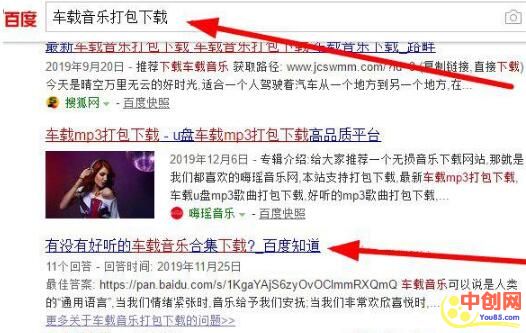 百度 车载音乐打包下载
最新车载音乐打包下载 车载音乐打包下载 车载音乐下载_路畔
2019年9月20日 - 推荐下载车载音乐 获取路径: www.jcswmm.com/?id=3 (复制链接,直接下载)
今天是晴空万里无云的好时光,适合一个人驾驶着汽车从一个地方到另一个地方,在...
搜狐网 - 百度快照
车载mp3打包下载 - u盘车载mp3打包下载高品质平台
2019年12月6日 - 专辑介绍:给大家推荐一个无损音乐下载网站,那就是
我们都喜欢的嗨瑶音乐网,本站支持打包下载,最新车载mp3打包下载,
车载u盘mp3歌曲打包下载,好听的mp3歌曲打包下载,...
嗨瑶音乐 - 百度快照
有没有好听的车载音乐合集下载?_百度知道
11个回答 - 回答时间: 2019年11月25日
最佳答案: https://pan.baidu.com/s/1KgaYAjS6zyOvOClmmRXQmQ 车载音乐可以说是人类
的“通用语言”,当我们情绪紧张时,音乐给予我们安抚;当我们非常欢欣喜悦时,...
更多关于车载音乐打包下载的问题>>
中创网
You85.com